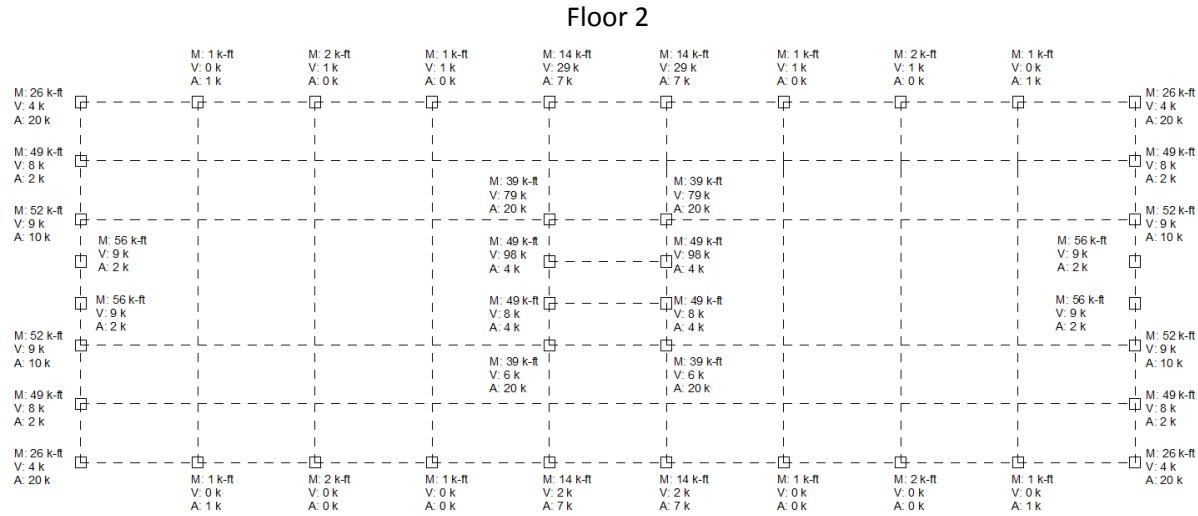 Floor 2
M: 1 k-ft
V: 0 k
A: 1 k
M: 2 k-ft
V: 1 k
A: 0 k
M: 1 k-ft
V: 1 k
A: 0 k
M: 14 k-ft
V: 29 k
A: 7 k
M: 14 k-ft
V: 29 k
A: 7 k
M: 1 k-ft
V: 1 k
A: 0 k
M: 2 k-ft
V: 1 k
A: 0 k
M: 1 k-ft
V: 0 k
A: 1 k
M: 26 k-ft
V: 4 k
A: 20 k
M: 26 k-ft
V: 4 k
A: 20 k
M: 49 k-ft
V: 8 k
A: 2 k
M: 49 k-ft
V: 8 k
A: 2 k
M: 39 k-ft
V: 79 k
A: 20 k
M: 39 k-ft
V: 79 k
A: 20 k
M: 52 k-ft
V: 9 k
A: 10 k
M: 52 k-ft
V: 9 k
A: 10 k
M: 56 k-ft
V: 9 k
A: 2 k
M: 49 k-ft
V: 98 k
A: 4 k
M: 49 k-ft
V: 98 k
A: 4 k
M: 56 k-ft
V: 9 k
A: 2 k
M: 56 k-ft
V: 9 k
A: 2 k
M: 49 k-ft
V: 8 k
A: 4 k
M: 49 k-ft
V: 8 k
A: 4 k
M: 56 k-ft
V: 9 k
A: 2 k
M: 52 k-ft
V: 9 k
A: 10 k
M: 52 k-ft
V: 9 k
A: 10 k
M: 39 k-ft
V: 6 k
A: 20 k
M: 39 k-ft
V: 6 k
A: 20 k
M: 49 k-ft
V: 8 k
A: 2 k
M: 49 k-ft
V: 8 k
A: 2 k
M: 26 k-ft
V: 4 k
A: 20 k
M: 26 k-ft
V: 4 k
A: 20 k
M: 1 k-ft
V: 0 k
A: 1 k
M: 2 k-ft
V: 0 k
A: 0 k
M: 1 k-ft
V: 0 k
A: 0 k
M: 14 k-ft
V: 2 k
A: 7 k
M: 14 k-ft
V: 2 k
A: 7 k
M: 1 k-ft
V: 0 k
A: 0 k
M: 2 k-ft
V: 0 k
A: 0 k
M: 1 k-ft
V: 0 k
A: 1 k